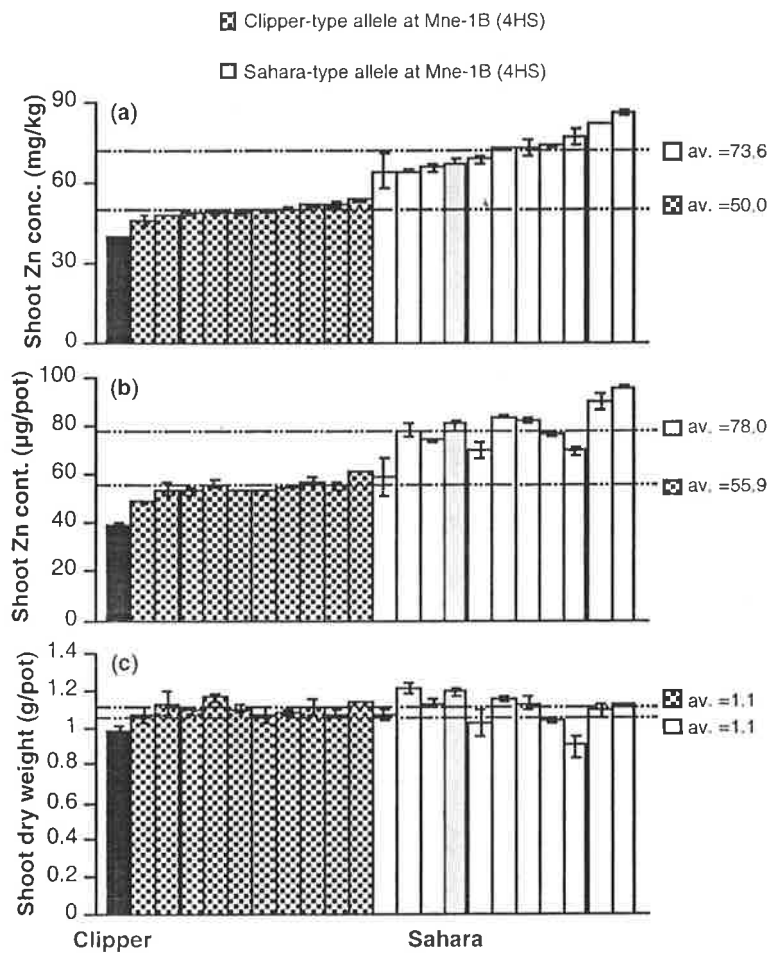 Clipper-type allele at Mne-1B (4HS)
Sahara-type allele at Mne-1B (4HS)
(a)
Shoot Zn conc. (mg/kg)
90
60
30
0
av. =73.6
av. =50.0
(b)
Shoot Zn cont. (µg/pot)
100
80
60
40
20
0
av. =78.0
av. =55.9
(c)
Shoot dry weight (g/pot)
1.4
1.2
1
0.8
0.6
0.4
0.2
0
av. =1.1
av. =1.1
Clipper
Sahara